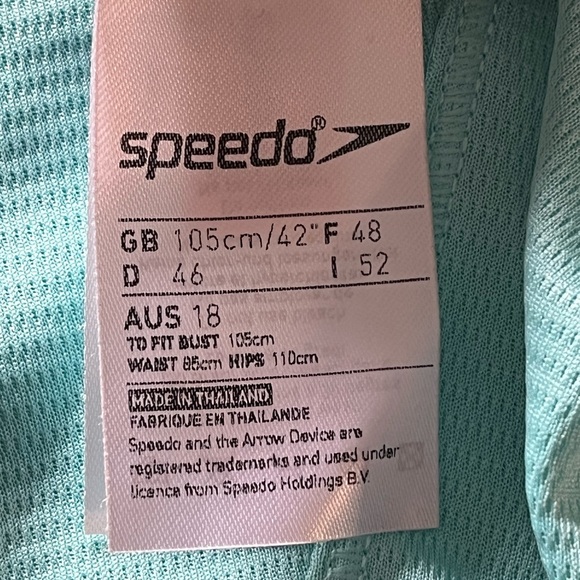 speedo®
GB 105cm/42" F 48
D 46 I 52
AUS 18
TO FIT BUST 105cm
WAIST 85cm HIPS 110cm
MADE IN THAILAND
FABRIQUE EN THAILANDE
Speedo and the Arrow Device are
registered trademarks and used under
licence from Speedo Holdings B.V.